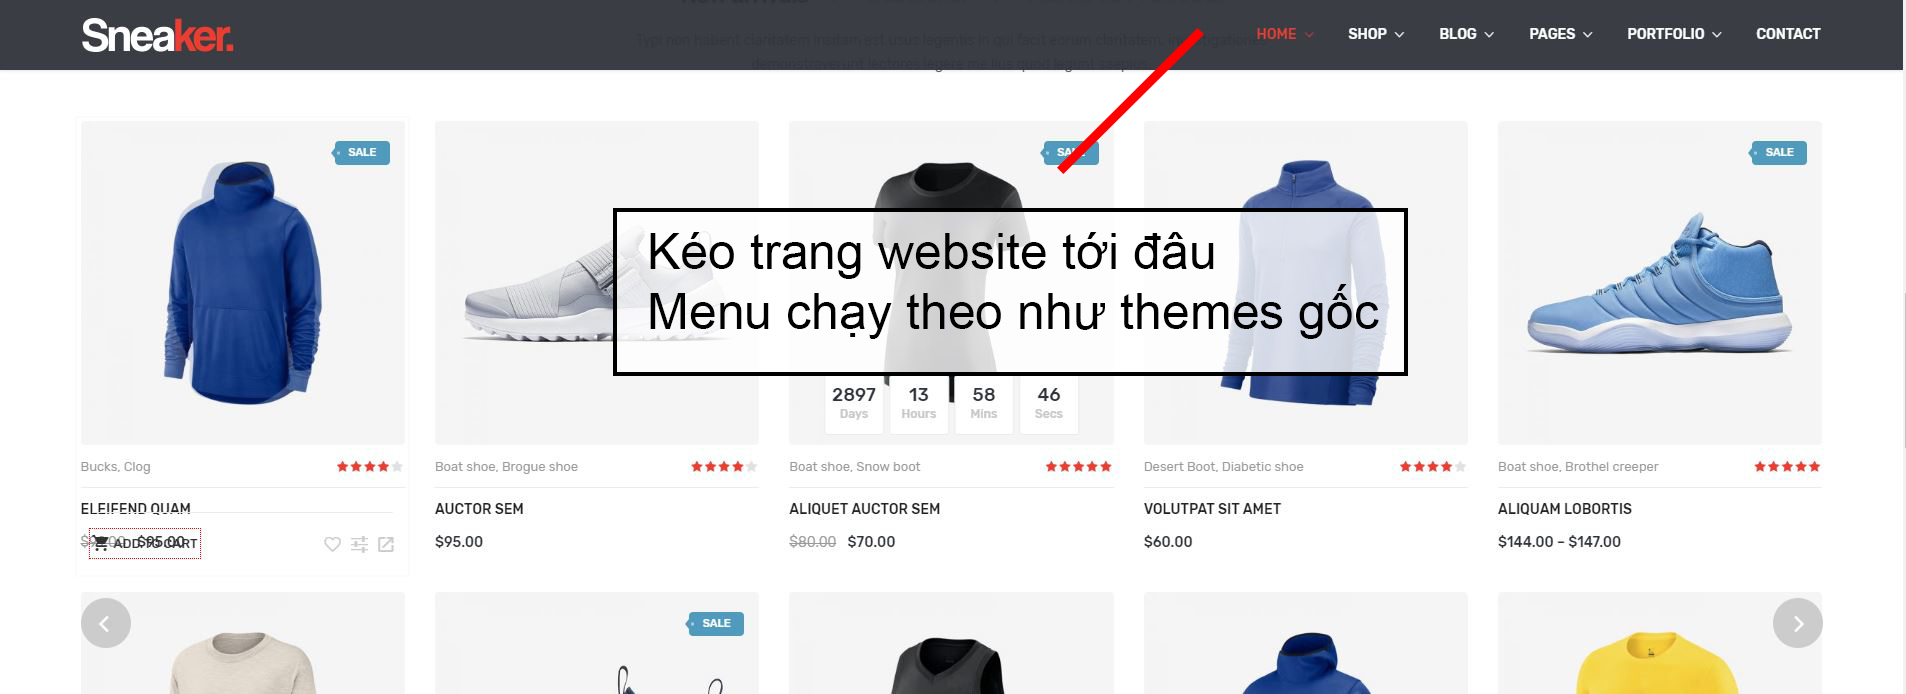 Sneaker.
HOME SHOP BLOG PAGES PORTFOLIO CONTACT
Typi non habent claritatem insitam est usus legentis in qui facit eorum claritatem, investigationes
demonstraverunt lectores legere me lius quod legunt saepius.
SALE
SALE
SALE
Kéo trang website tới đâu
Menu chạy theo như themes gốc
2897 13 58 46
Days Hours Mins Secs
Bucks, Clog
Boat shoe, Brogue shoe
Boat shoe, Snow boot
Desert Boot, Diabetic shoe
Boat shoe, Brothel creeper
ELEIFEND QUAM
AUCTOR SEM
ALIQUET AUCTOR SEM
VOLUTPAT SIT AMET
ALIQUAM LOBORTIS
$95.00
ADD TO CART
$95.00
$80.00 $70.00
$60.00
$144.00 – $147.00
SALE